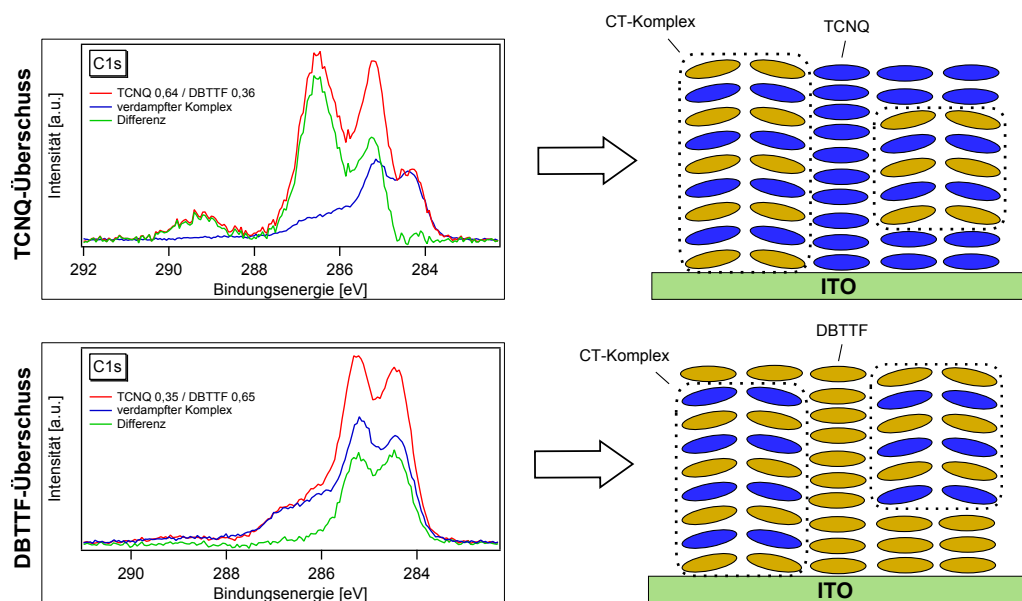 TCNQ-Überschuss
C1s
TCNQ 0,64 / DBTTF 0,36
verdampfter Komplex
Differenz
Intensität [a.u.]
292
290
288
286
284
Bindungsenergie [eV]
CT-Komplex
TCNQ
ITO
DBTTF-Überschuss
C1s
TCNQ 0,35 / DBTTF 0,65
verdampfter Komplex
Differenz
Intensität [a.u.]
290
288
286
284
Bindungsenergie [eV]
CT-Komplex
DBTTF
ITO